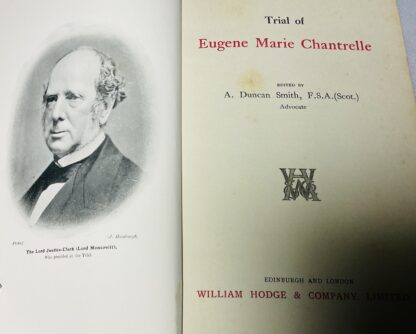 The Lord Justice-Clerk (Lord Moncreiff),
Who presided at the Trial.
Trial of
Eugene Marie Chantrelle
EDITED BY
A. Duncan Smith, F.S.A.(Scot.)
Advocate
EDINBURGH AND LONDON
WILLIAM HODGE & COMPANY, LIMITED